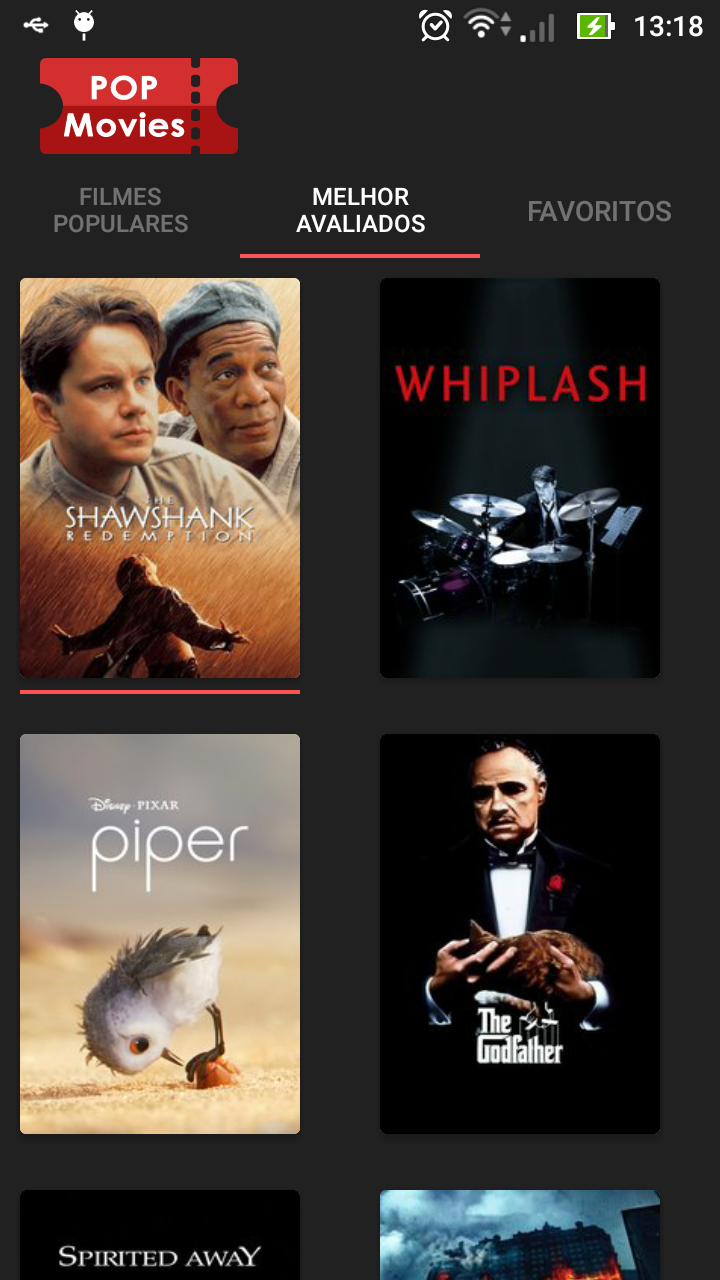 13:18
POP
Movies
FILMES
POPULARES
MELHOR
AVALIADOS
FAVORITOS
THE
SHAWSHANK
REDEMPTION
WHIPLASH
Disney · PIXAR
piper
The
Godfather
SPIRITED AWAY